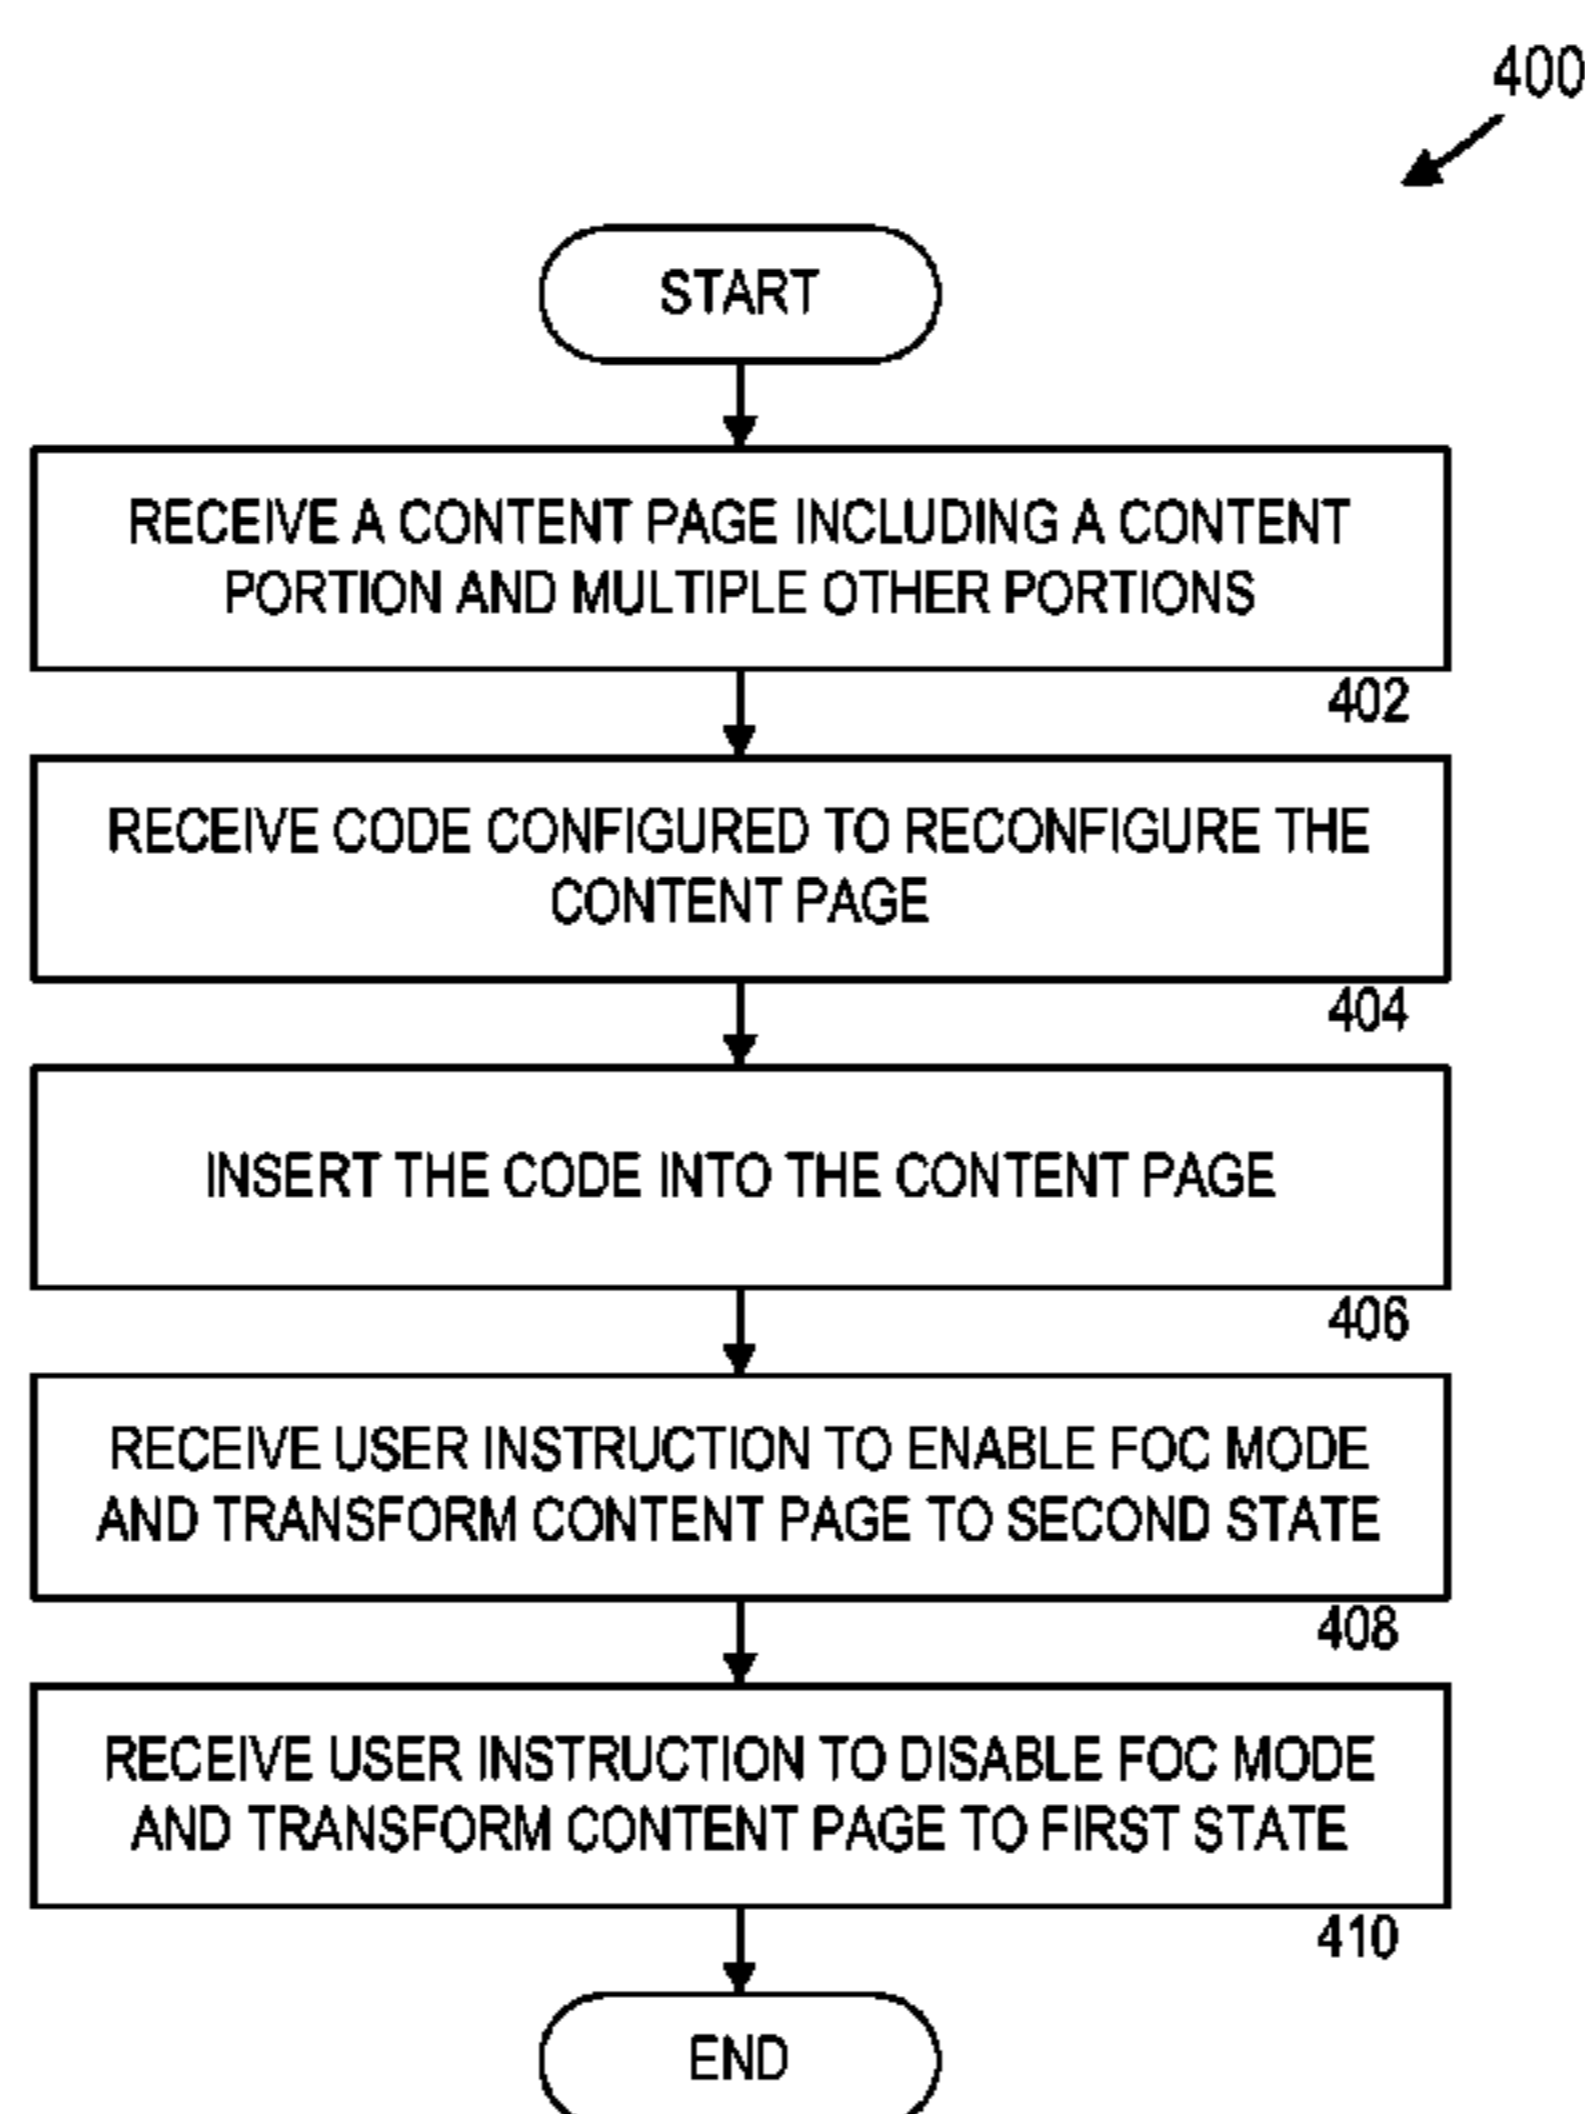 400
START
RECEIVE A CONTENT PAGE INCLUDING A CONTENT
PORTION AND MULTIPLE OTHER PORTIONS
402
RECEIVE CODE CONFIGURED TO RECONFIGURE THE
CONTENT PAGE
404
INSERT THE CODE INTO THE CONTENT PAGE
406
RECEIVE USER INSTRUCTION TO ENABLE FOC MODE
AND TRANSFORM CONTENT PAGE TO SECOND STATE
408
RECEIVE USER INSTRUCTION TO DISABLE FOC MODE
AND TRANSFORM CONTENT PAGE TO FIRST STATE
410
END